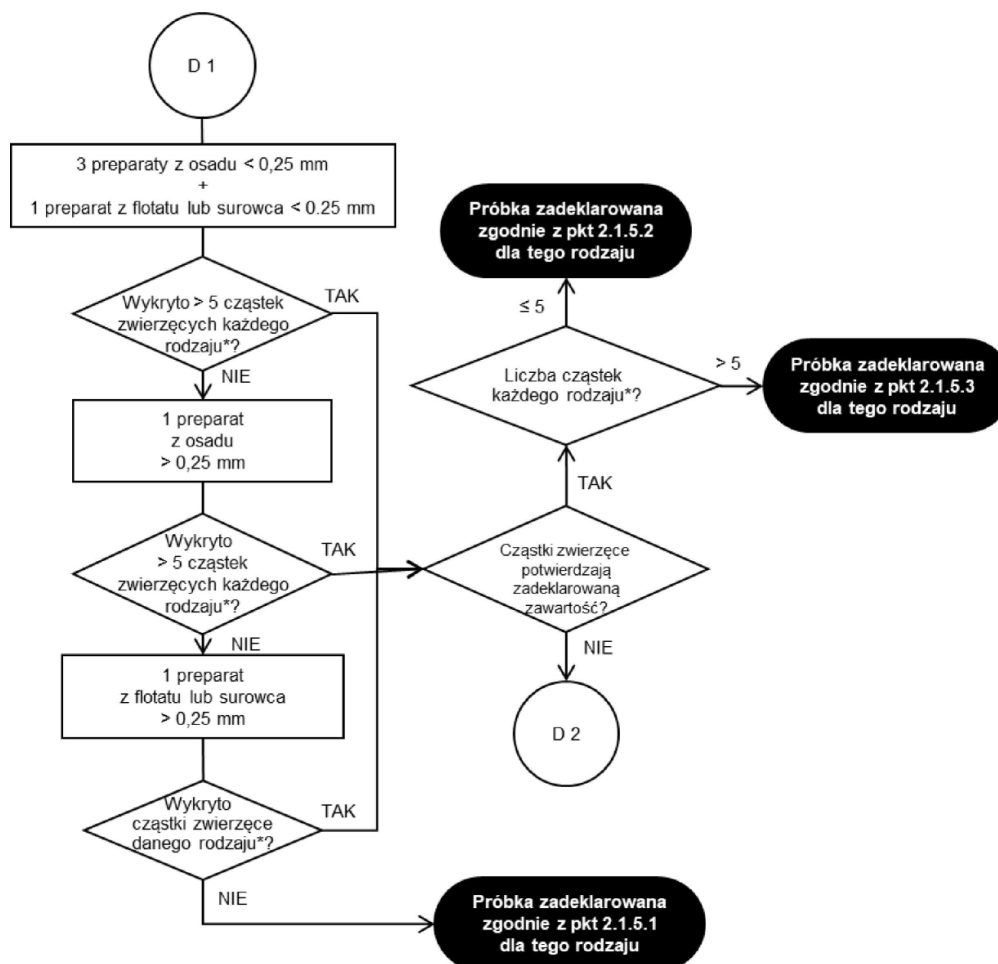 D 1
3 preparaty z osadu < 0,25 mm
+
1 preparat z flotatu lub surowca < 0.25 mm
Wykryto > 5 cząstek
zwierzęcych każdego
rodzaju*?
TAK
NIE
1 preparat
z osadu
> 0,25 mm
Wykryto
> 5 cząstek
zwierzęcych każdego
rodzaju*?
TAK
NIE
1 preparat
z flotatu lub surowca
> 0,25 mm
Wykryto
cząstki zwierzęce
danego rodzaju*?
TAK
NIE
Próbka zadeklarowana
zgodnie z pkt 2.1.5.1
dla tego rodzaju
Cząstki zwierzęce
potwierdzają
zadeklarowaną
zawartość?
NIE
D 2
TAK
Liczba cząstek
każdego rodzaju*?
≤ 5
Próbka zadeklarowana
zgodnie z pkt 2.1.5.2
dla tego rodzaju
> 5
Próbka zadeklarowana
zgodnie z pkt 2.1.5.3
dla tego rodzaju